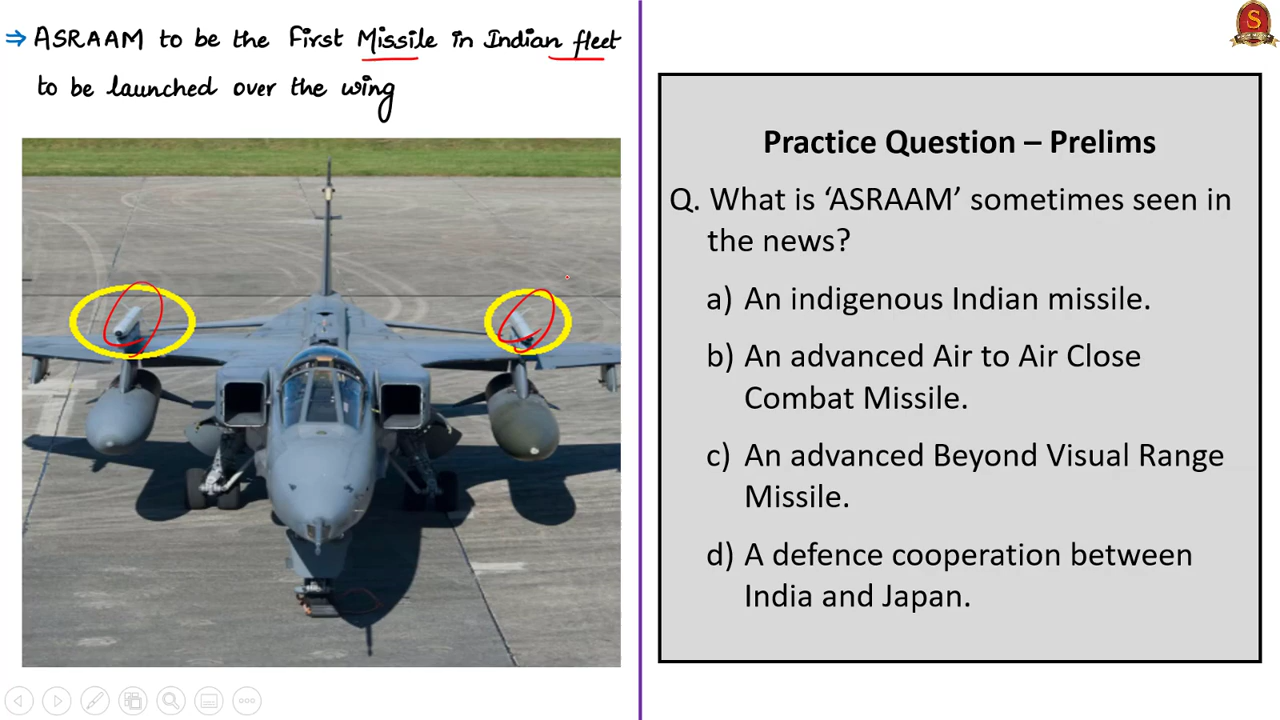 ⇒ ASRAAM to be the First Missile in Indian fleet
to be launched over the wing
S
Practice Question – Prelims
Q. What is ‘ASRAAM’ sometimes seen in
the news?
a) An indigenous Indian missile.
b) An advanced Air to Air Close
Combat Missile.
c) An advanced Beyond Visual Range
Missile.
d) A defence cooperation between
India and Japan.